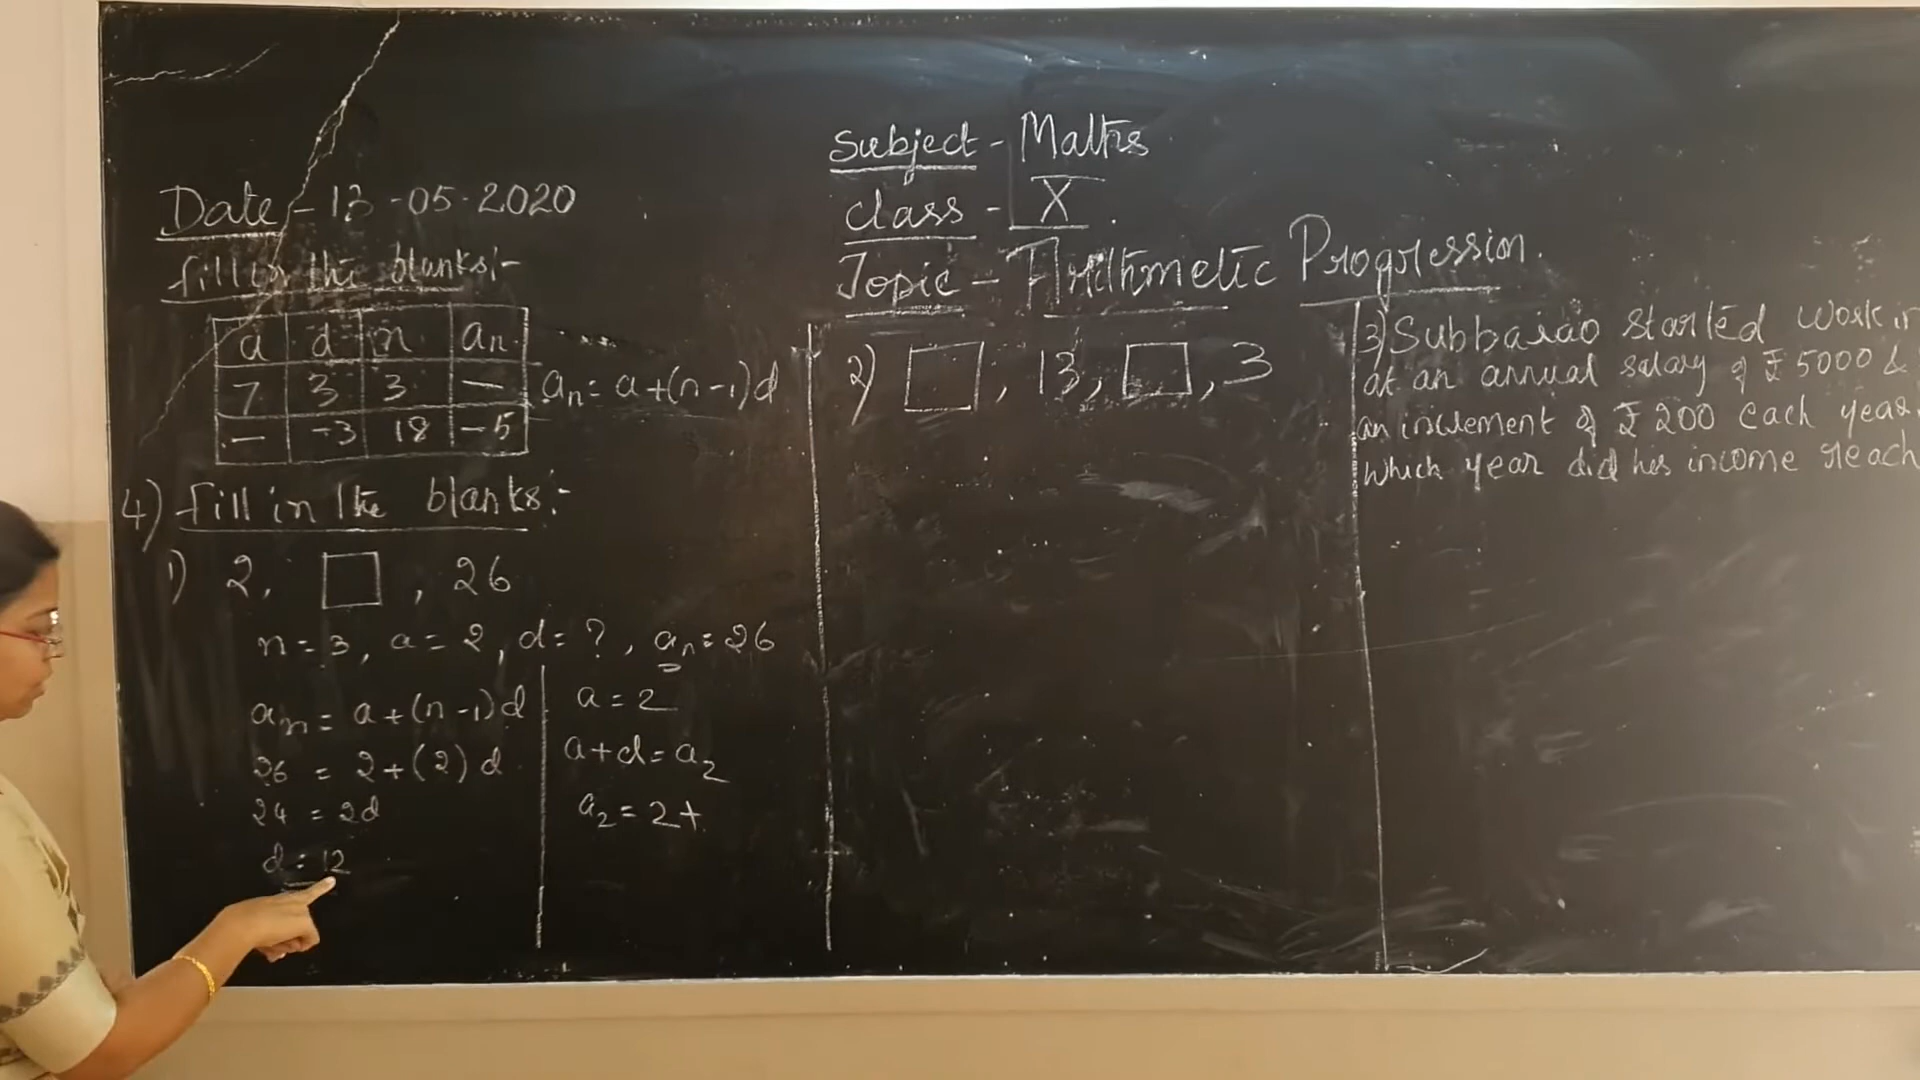 Subject - Maths
Class - X.
Topic - Arithmetic Progression.
Date - 13-05-2020
fill in the blanks:-
a d n an
7 3 3 — an = a+(n-1)d
— -3 18 -5
4) fill in the blanks:-
1) 2, □, 26
n = 3, a = 2, d = ?, an = 26
an = a+(n-1)d
26 = 2+(2)d
24 = 2d
d = 12
a = 2
a+d = a2
a2 = 2+
2) □, 13, □, 3
3) Subbarao started work in
at an annual salary of ₹ 5000 &
an increment of ₹ 200 each year.
Which year did his income reach